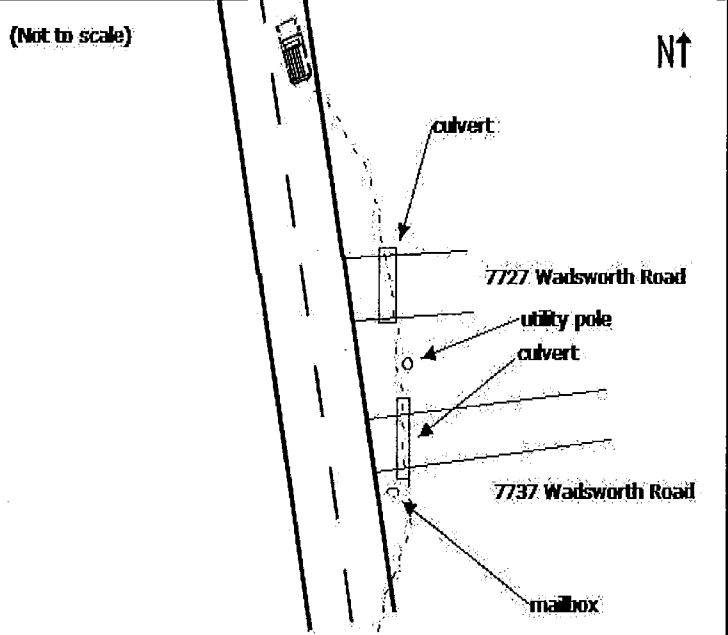 (Not to scale)
N
culvert
7727 Wadsworth Road
utility pole
culvert
7737 Wadsworth Road
mailbox